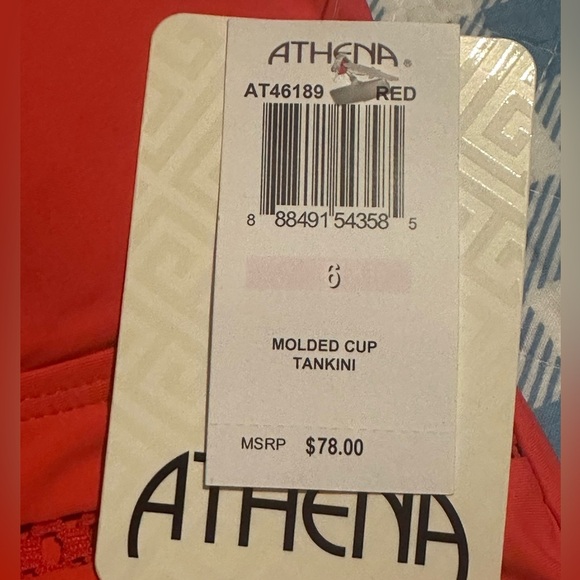 ATHENA®
AT46189 RED
8 88491 54358 5
6
MOLDED CUP
TANKINI
MSRP $78.00
ATHENA